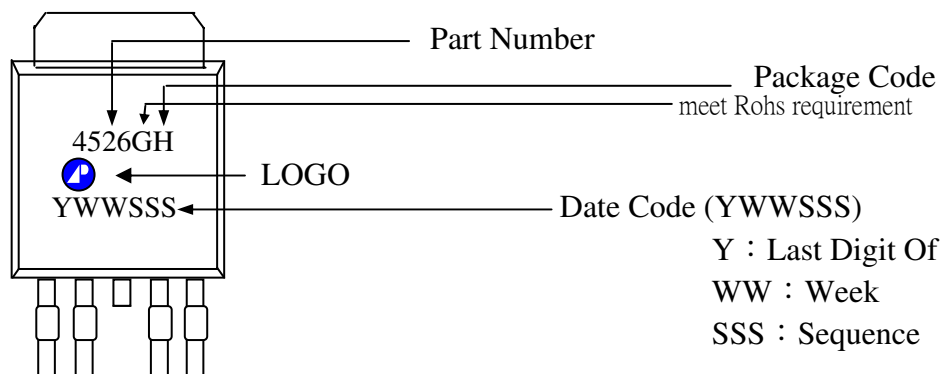 Part Number
Package Code
meet Rohs requirement
4526GH
LOGO
YWWSSS
Date Code (YWWSSS)
Y：Last Digit Of
WW：Week
SSS：Sequence